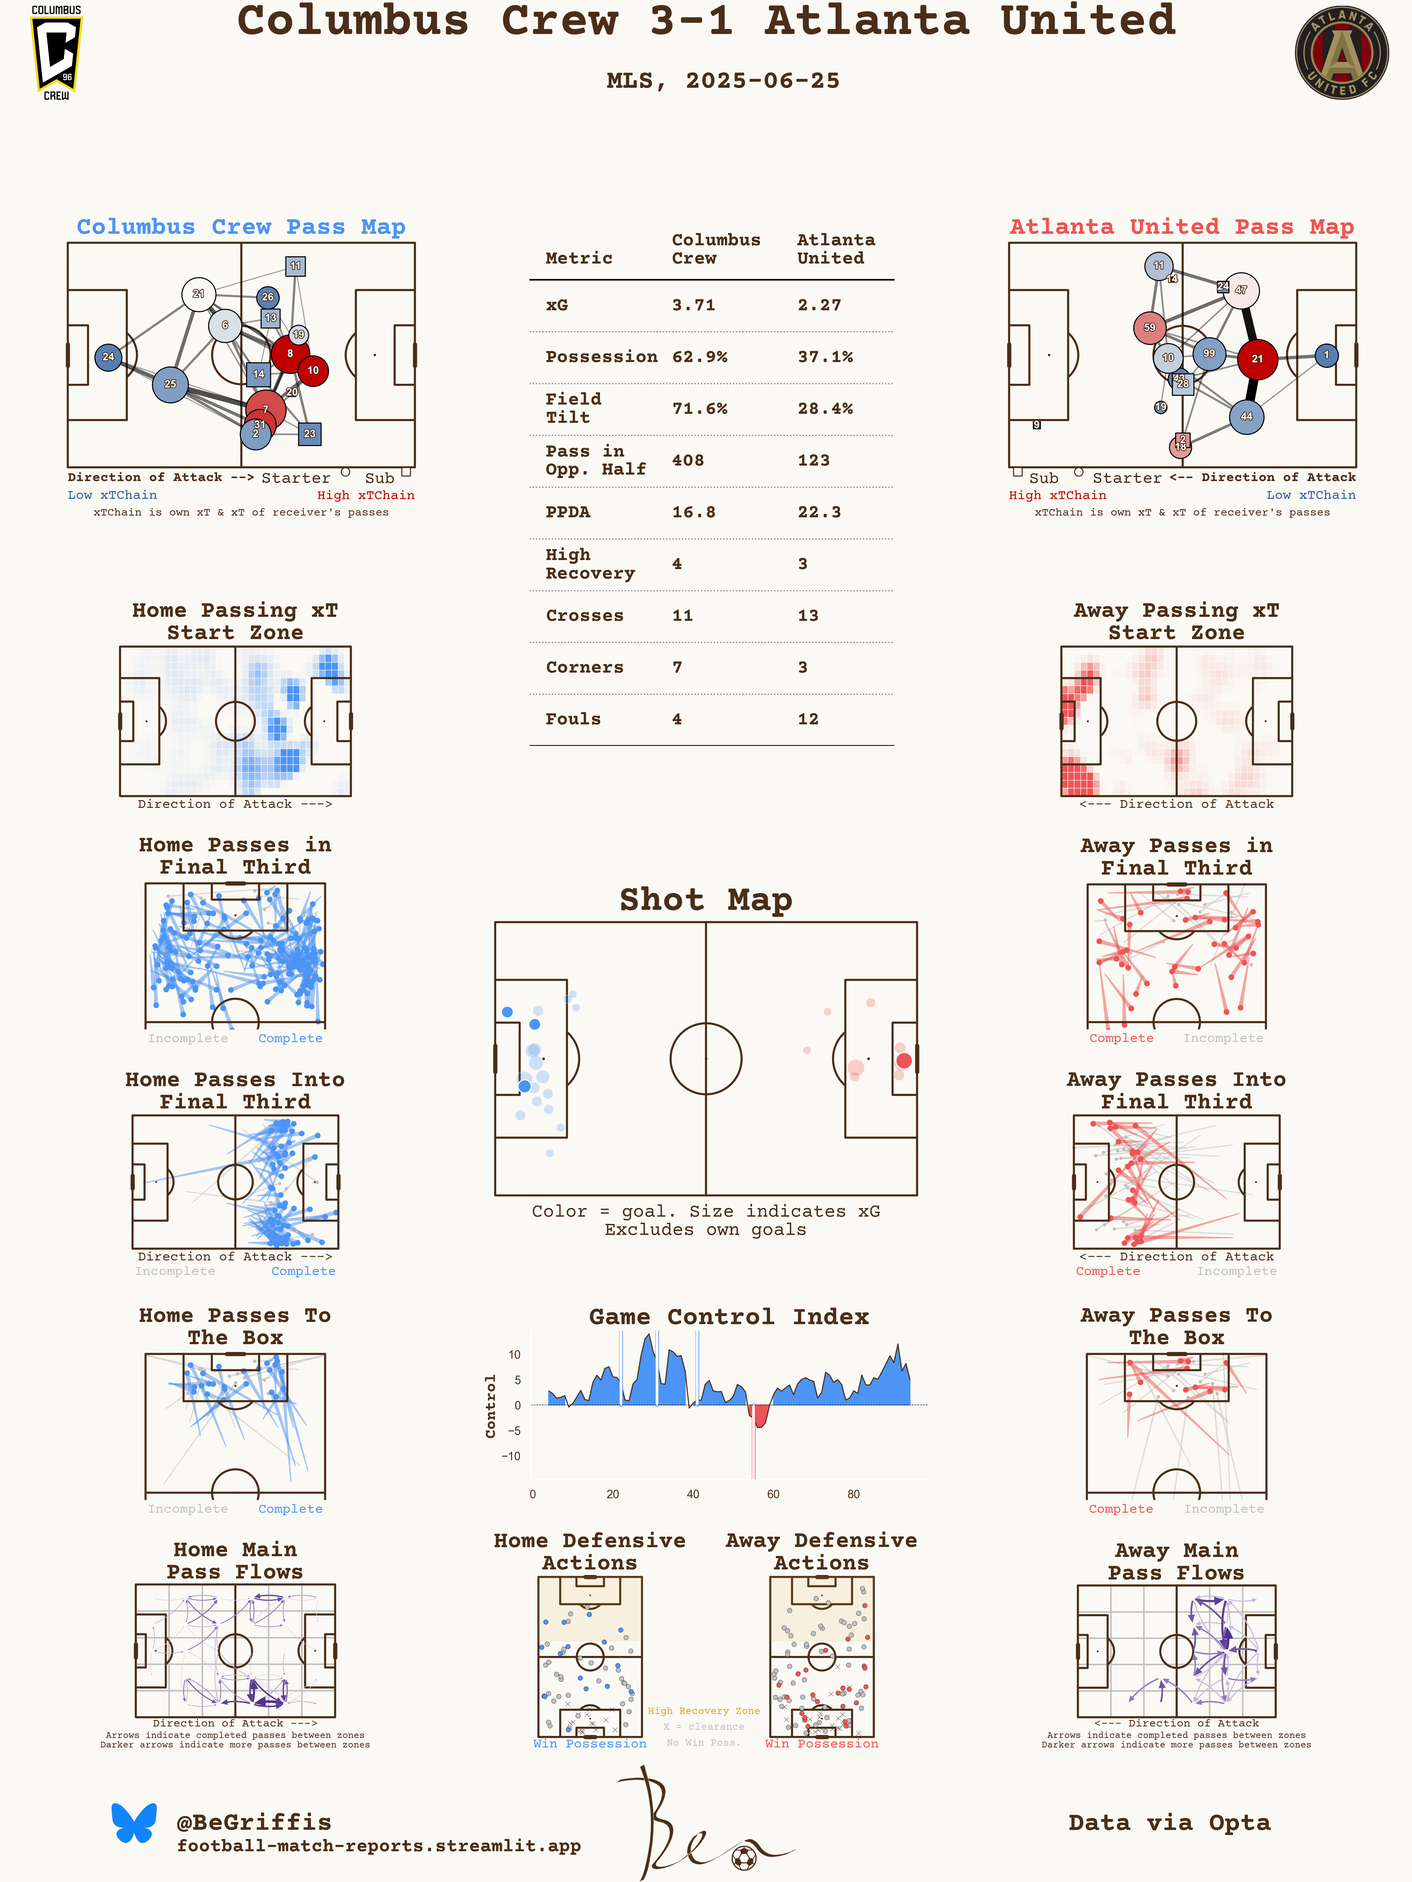 COLUMBUS
96
CREW
Columbus Crew 3-1 Atlanta United
MLS, 2025-06-25
ATLANTA
A
UNITED FC
Columbus Crew Pass Map
11
21
26
13
6
19
24
8
10
14
25
20
7
31
2
23
Direction of Attack --> Starter Sub
Low xTChain High xTChain
xTChain is own xT & xT of receiver's passes
Metric Columbus Crew Atlanta United
xG 3.71 2.27
Possession 62.9% 37.1%
Field Tilt 71.6% 28.4%
Pass in Opp. Half 408 123
PPDA 16.8 22.3
High Recovery 4 3
Crosses 11 13
Corners 7 3
Fouls 4 12
Atlanta United Pass Map
11
14
24
47
59
10
99
21
1
28
19
44
9
2
18
Sub Starter <-- Direction of Attack
High xTChain Low xTChain
xTChain is own xT & xT of receiver's passes
Home Passing xT
Start Zone
Direction of Attack --->
Away Passing xT
Start Zone
<--- Direction of Attack
Home Passes in
Final Third
Incomplete Complete
Away Passes in
Final Third
Complete Incomplete
Shot Map
Color = goal. Size indicates xG
Excludes own goals
Home Passes Into
Final Third
Direction of Attack --->
Incomplete Complete
Away Passes Into
Final Third
<--- Direction of Attack
Complete Incomplete
Home Passes To
The Box
Incomplete Complete
Game Control Index
Control
10
5
0
−5
−10
0 20 40 60 80
Away Passes To
The Box
Complete Incomplete
Home Main
Pass Flows
Direction of Attack --->
Arrows indicate completed passes between zones
Darker arrows indicate more passes between zones
Home Defensive
Actions
Win Possession
High Recovery Zone
X = clearance
No Win Poss.
Away Defensive
Actions
Win Possession
Away Main
Pass Flows
<--- Direction of Attack
Arrows indicate completed passes between zones
Darker arrows indicate more passes between zones
@BeGriffis
football-match-reports.streamlit.app
Ben
Data via Opta